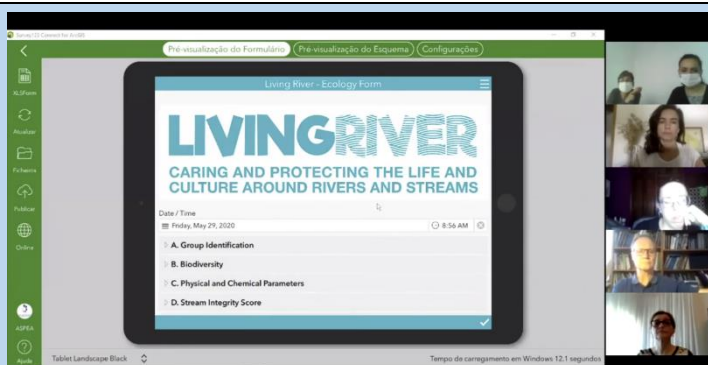 Survey123 Connect for ArcGIS
Pré-visualização do Formulário
Pré-visualização do Esquema
Configurações
XLSForm
Atualizar
Ficheiros
Publicar
Online
ASPEA
Ajuda
Living River - Ecology Form
LIVINGRIVER
CARING AND PROTECTING THE LIFE AND
CULTURE AROUND RIVERS AND STREAMS
Date / Time
Friday, May 29, 2020
8:56 AM
A. Group Identification
B. Biodiversity
C. Physical and Chemical Parameters
D. Stream Integrity Score
Tablet Landscape Black
Tempo de carregamento em Windows 12.1 segundos